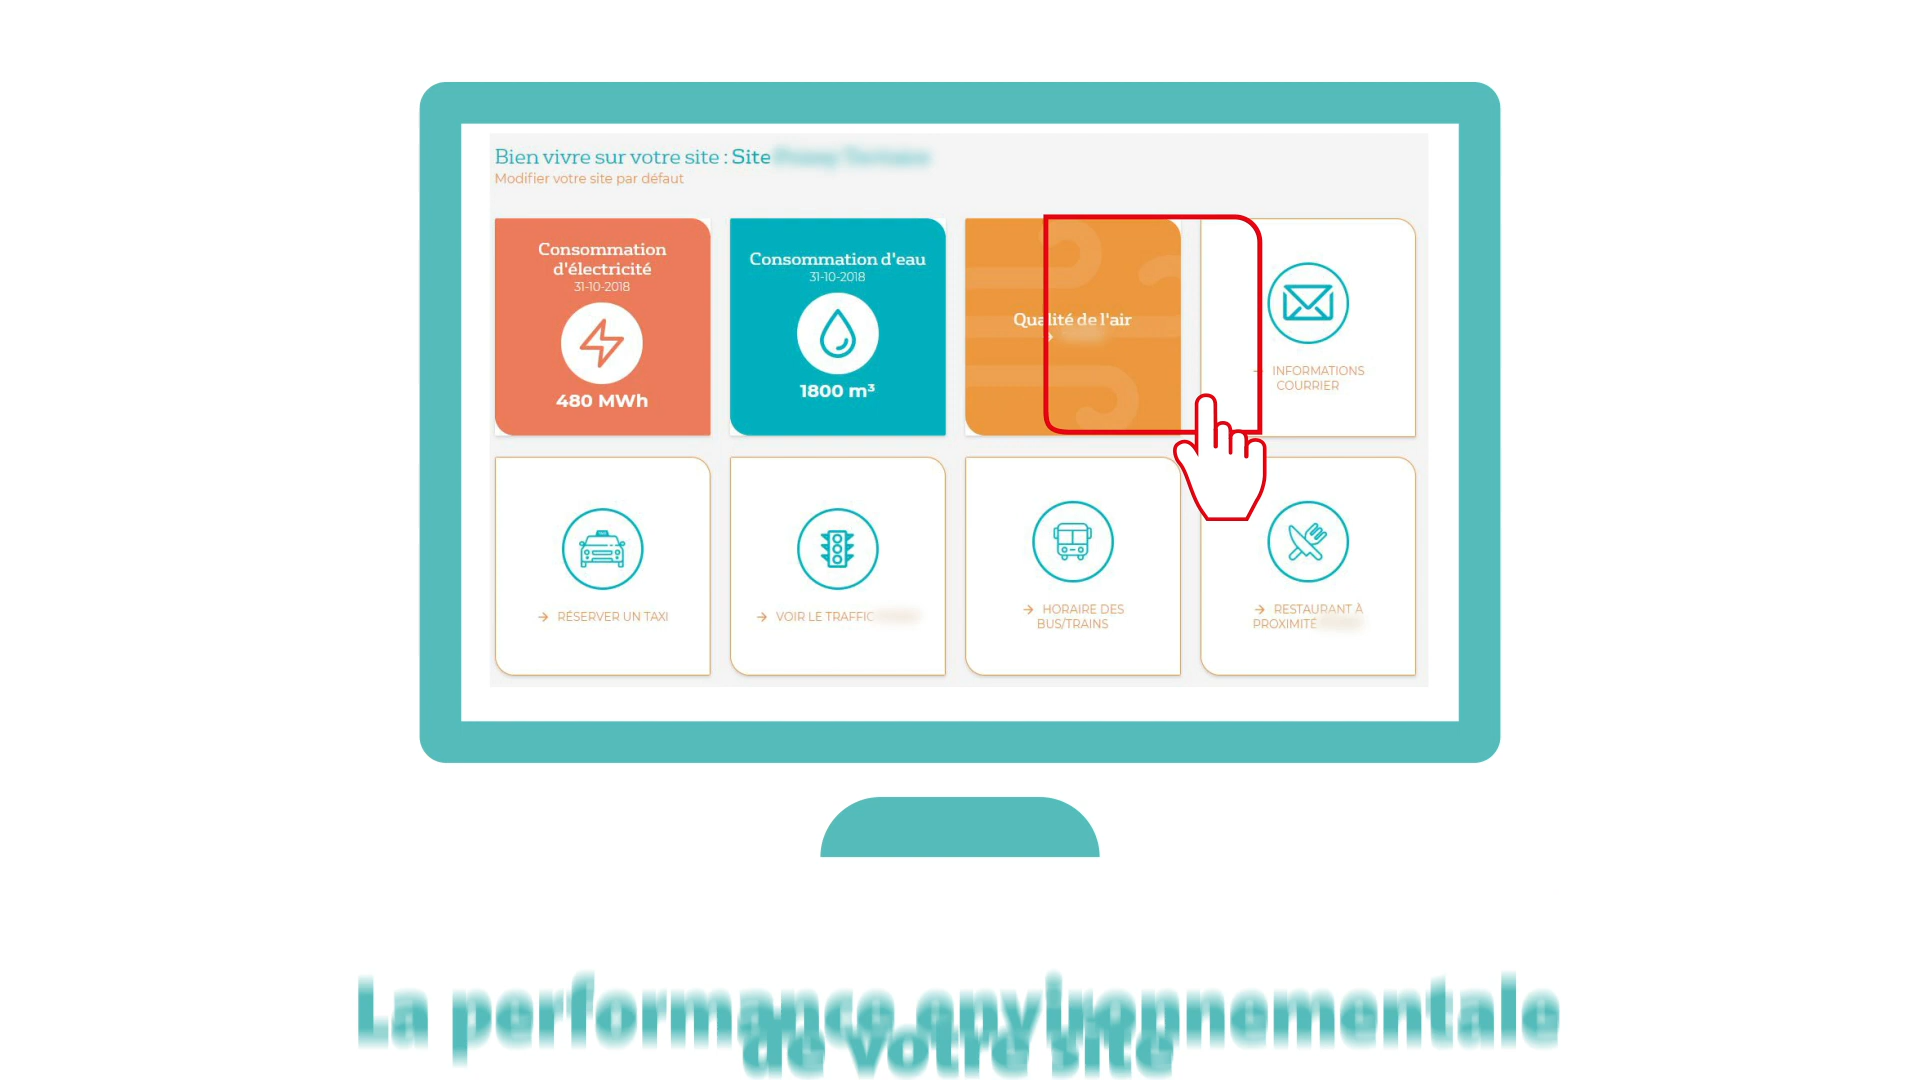 Bien vivre sur votre site : Site
Modifier votre site par défaut
Consommation
d'électricité
31-10-2018
480 MWh
Consommation d'eau
31-10-2018
1800 m³
Qualité de l'air
→ INFORMATIONS
COURRIER
→ RÉSERVER UN TAXI
→ VOIR LE TRAFFIC
→ HORAIRE DES
BUS/TRAINS
→ RESTAURANT À
PROXIMITÉ
La performance environnementale
de votre site